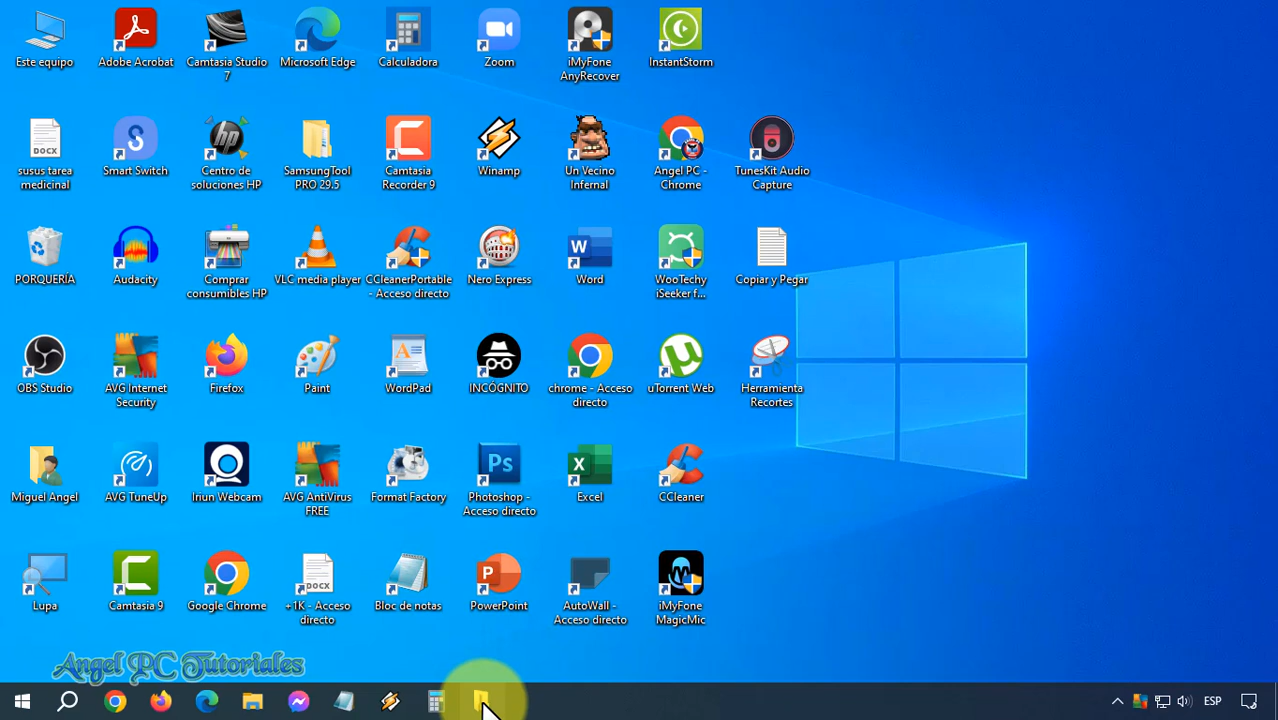 Este equipo
Adobe Acrobat
Camtasia Studio
7
Microsoft Edge
Calculadora
Zoom
iMyFone
AnyRecover
InstantStorm
DOCX
susus tarea
medicinal
S
Smart Switch
hp
Centro de
soluciones HP
SamsungTool
PRO 29.5
C
Camtasia
Recorder 9
Winamp
Un Vecino
Infernal
Angel PC -
Chrome
TunesKit Audio
Capture
PORQUERÍA
Audacity
Comprar
consumibles HP
VLC media player
CCleanerPortable
- Acceso directo
Nero Express
W
Word
WooTechy
iSeeker f...
Copiar y Pegar
OBS Studio
AVG Internet
Security
Firefox
Paint
A
WordPad
INCÓGNITO
chrome - Acceso
directo
µ
uTorrent Web
Herramienta
Recortes
Miguel Angel
AVG TuneUp
Iriun Webcam
AVG AntiVirus
FREE
Format Factory
Ps
Photoshop -
Acceso directo
X
Excel
CCleaner
Lupa
C
Camtasia 9
Google Chrome
DOCX
+1K - Acceso
directo
Bloc de notas
P
PowerPoint
AutoWall -
Acceso directo
iMyFone
MagicMic
Angel PC Tutoriales
ESP